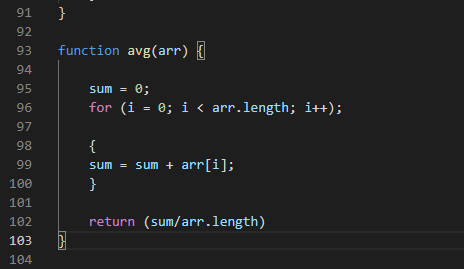 91 }
92
93 function avg(arr) {
94
95 sum = 0;
96 for (i = 0; i < arr.length; i++);
97
98 {
99 sum = sum + arr[i];
100 }
101
102 return (sum/arr.length)
103 }
104